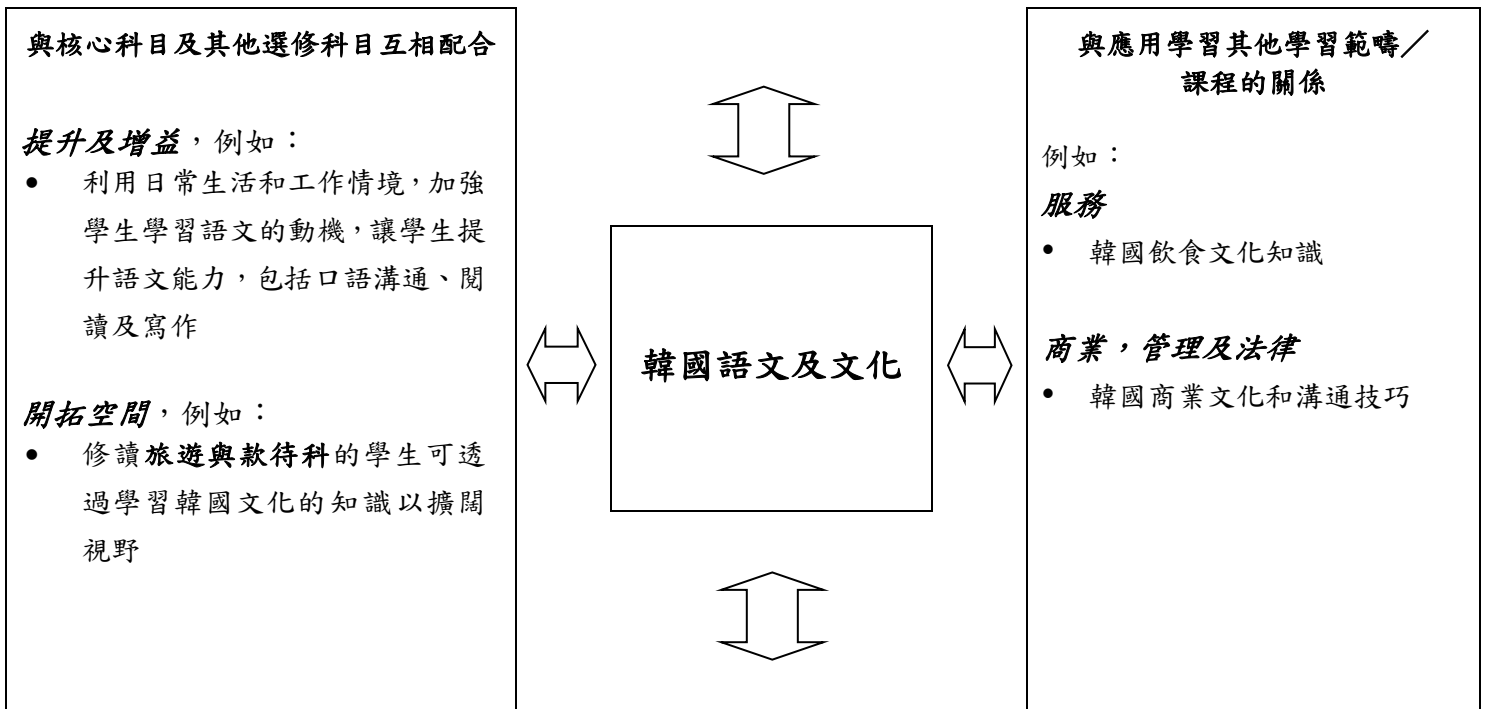 與核心科目及其他選修科目互相配合
提升及增益，例如：
• 利用日常生活和工作情境，加強
學生學習語文的動機，讓學生提
升語文能力，包括口語溝通、閱
讀及寫作
開拓空間，例如：
• 修讀旅遊與款待科的學生可透
過學習韓國文化的知識以擴闊
視野
韓國語文及文化
與應用學習其他學習範疇／
課程的關係
例如：
服務
• 韓國飲食文化知識
商業，管理及法律
• 韓國商業文化和溝通技巧